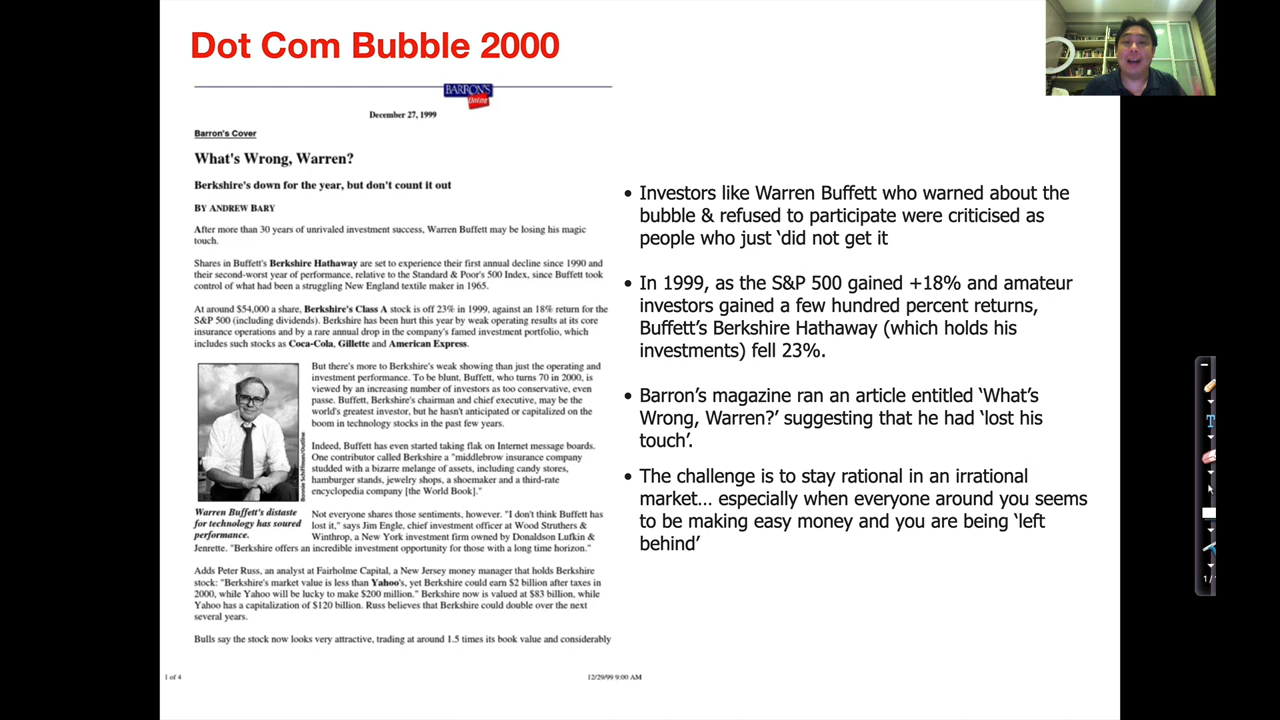 Dot Com Bubble 2000
BARRON'S
Online
December 27, 1999
Barron's Cover
What's Wrong, Warren?
Berkshire's down for the year, but don't count it out
BY ANDREW BARY
After more than 30 years of unrivaled investment success, Warren Buffett may be losing his magic
touch.
Shares in Buffett's Berkshire Hathaway are set to experience their first annual decline since 1990 and
their second-worst year of performance, relative to the Standard & Poor's 500 Index, since Buffett took
control of what had been a struggling New England textile maker in 1965.
At around $54,000 a share, Berkshire's Class A stock is off 23% in 1999, against an 18% return for the
S&P 500 (including dividends). Berkshire has been hurt this year by weak operating results at its core
insurance operations and by a rare annual drop in the company's famed investment portfolio, which
includes such stocks as Coca-Cola, Gillette and American Express.
But there's more to Berkshire's weak showing than just the operating and
investment performance. To be blunt, Buffett, who turns 70 in 2000, is
viewed by an increasing number of investors as too conservative, even
passe. Buffett, Berkshire's chairman and chief executive, may be the
world's greatest investor, but he hasn't anticipated or capitalized on the
boom in technology stocks in the past few years.
Indeed, Buffett has even started taking flak on Internet message boards.
One contributor called Berkshire a "middlebrow insurance company
studded with a bizarre melange of assets, including candy stores,
hamburger stands, jewelry shops, a shoemaker and a third-rate
encyclopedia company [the World Book]."
Bonnie Schiffman/Outline
Warren Buffett's distaste
for technology has soured
performance.
Not everyone shares those sentiments, however. "I don't think Buffett has
lost it," says Jim Engle, chief investment officer at Wood Struthers &
Winthrop, a New York investment firm owned by Donaldson Lufkin &
Jenrette. "Berkshire offers an incredible investment opportunity for those with a long time horizon."
Adds Peter Russ, an analyst at Fairholme Capital, a New Jersey money manager that holds Berkshire
stock: "Berkshire's market value is less than Yahoo's, yet Berkshire could earn $2 billion after taxes in
2000, while Yahoo will be lucky to make $200 million." Berkshire now is valued at $83 billion, while
Yahoo has a capitalization of $120 billion. Russ believes that Berkshire could double over the next
several years.
Bulls say the stock now looks very attractive, trading at around 1.5 times its book value and considerably
1 of 4
12/29/99 9:00 AM
• Investors like Warren Buffett who warned about the
bubble & refused to participate were criticised as
people who just ‘did not get it
• In 1999, as the S&P 500 gained +18% and amateur
investors gained a few hundred percent returns,
Buffett’s Berkshire Hathaway (which holds his
investments) fell 23%.
• Barron’s magazine ran an article entitled ‘What’s
Wrong, Warren?’ suggesting that he had ‘lost his
touch’.
• The challenge is to stay rational in an irrational
market… especially when everyone around you seems
to be making easy money and you are being ‘left
behind’